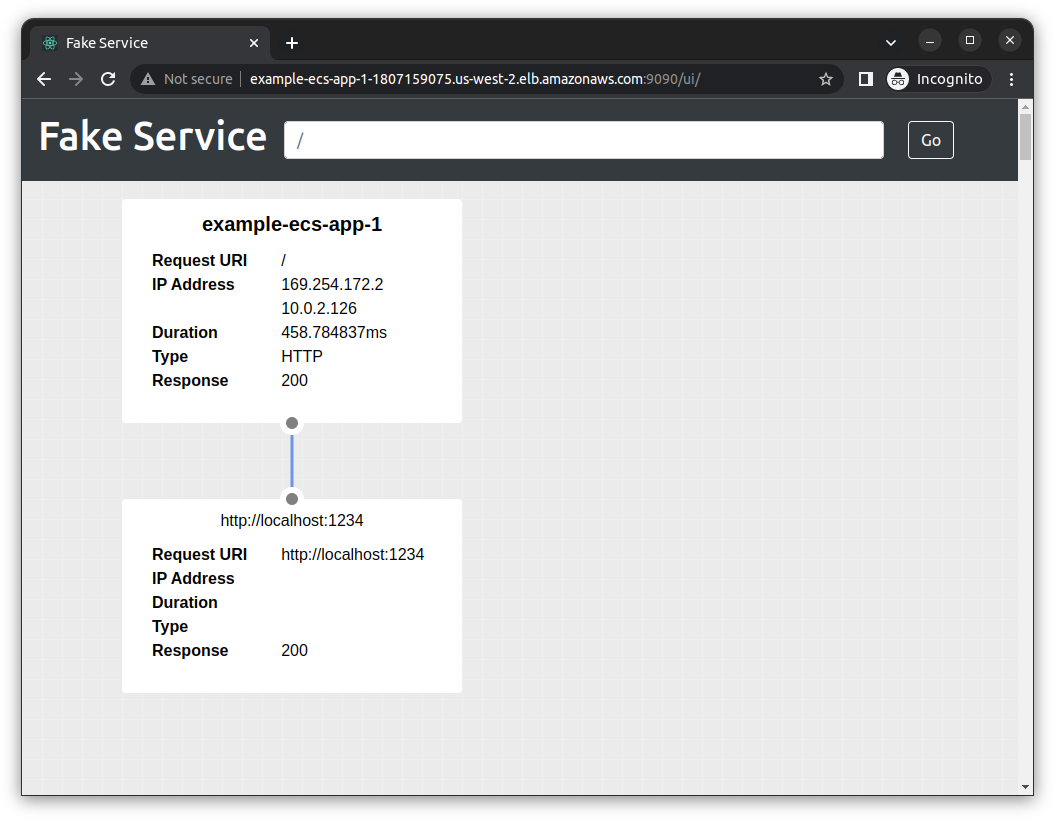 Fake Service
Not secure example-ecs-app-1-1807159075.us-west-2.elb.amazonaws.com:9090/ui/ Incognito
Fake Service / Go
example-ecs-app-1
Request URI /
IP Address 169.254.172.2
10.0.2.126
Duration 458.784837ms
Type HTTP
Response 200
http://localhost:1234
Request URI http://localhost:1234
IP Address
Duration
Type
Response 200